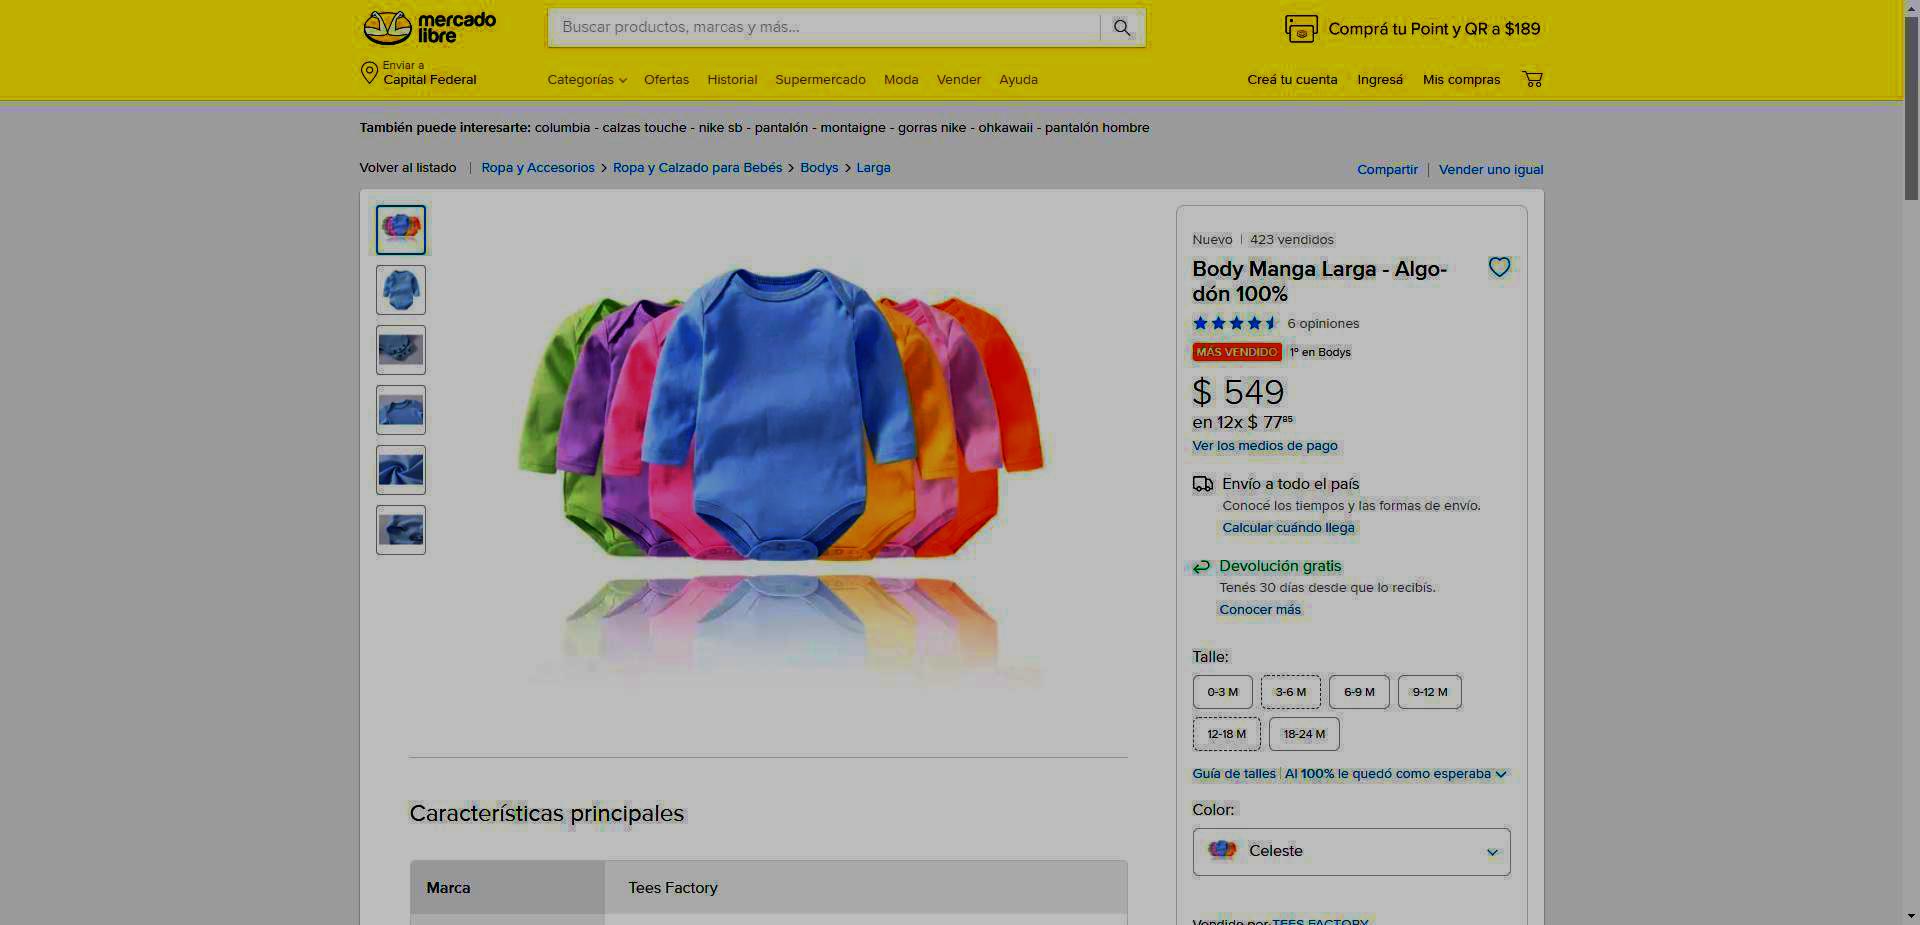 mercado
libre
Buscar productos, marcas y más...
Comprá tu Point y QR a $189
Enviar a
Capital Federal
Categorías Ofertas Historial Supermercado Moda Vender Ayuda
Creá tu cuenta Ingresá Mis compras
También puede interesarte: columbia - calzas touche - nike sb - pantalón - montaigne - gorras nike - ohkawaii - pantalón hombre
Volver al listado | Ropa y Accesorios > Ropa y Calzado para Bebés > Bodys > Larga
Compartir | Vender uno igual
Nuevo | 423 vendidos
Body Manga Larga - Algo-
dón 100%
6 opiniones
MÁS VENDIDO 1º en Bodys
$ 549
en 12x $ 77⁸⁵
Ver los medios de pago
Envío a todo el país
Conocé los tiempos y las formas de envío.
Calcular cuándo llega
Devolución gratis
Tenés 30 días desde que lo recibís.
Conocer más
Talle:
0-3 M 3-6 M 6-9 M 9-12 M
12-18 M 18-24 M
Guía de talles | Al 100% le quedó como esperaba
Color:
Celeste
Vendido por TEES FACTORY
Características principales
Marca Tees Factory